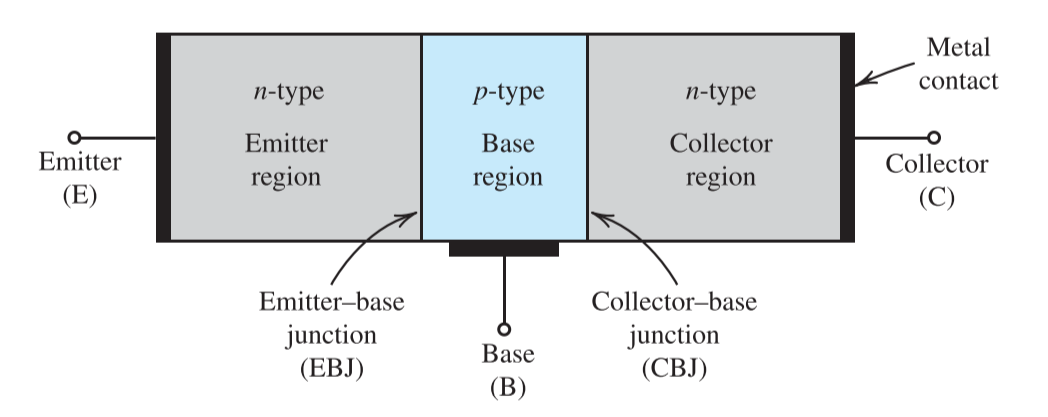 Metal
contact
n-type
p-type
n-type
Emitter
region
Base
region
Collector
region
Emitter
(E)
Collector
(C)
Emitter–base
junction
(EBJ)
Collector–base
junction
(CBJ)
Base
(B)